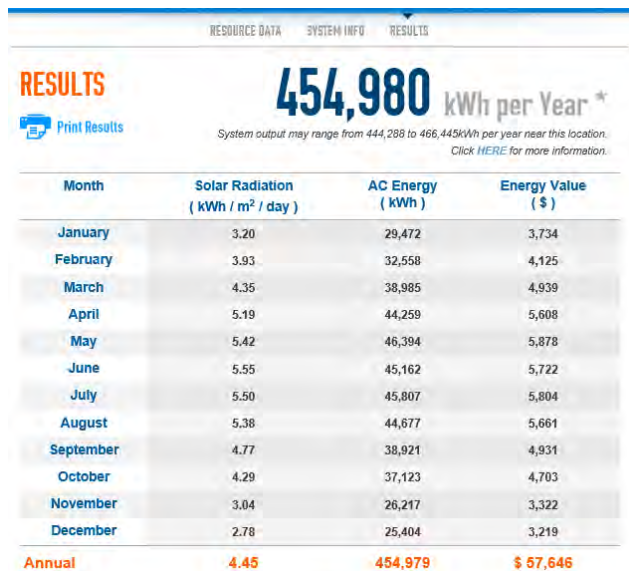 RESOURCE DATA SYSTEM INFO RESULTS
RESULTS
454,980 kWh per Year *
Print Results
System output may range from 444,288 to 466,445kWh per year near this location.
Click HERE for more information.
Month Solar Radiation AC Energy Energy Value
( kWh / m² / day ) ( kWh ) ( $ )
January 3.20 29,472 3,734
February 3.93 32,558 4,125
March 4.35 38,985 4,939
April 5.19 44,259 5,608
May 5.42 46,394 5,878
June 5.55 45,162 5,722
July 5.50 45,807 5,804
August 5.38 44,677 5,661
September 4.77 38,921 4,931
October 4.29 37,123 4,703
November 3.04 26,217 3,322
December 2.78 25,404 3,219
Annual 4.45 454,979 $ 57,646